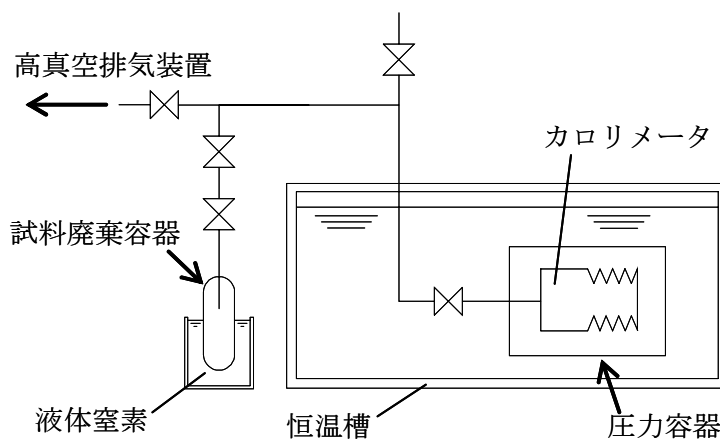 高真空排気装置
カロリメータ
試料廃棄容器
液体窒素
恒温槽
圧力容器